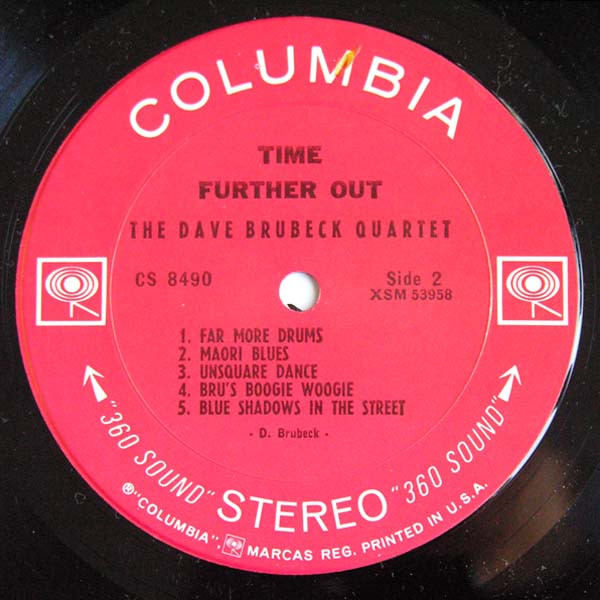 COLUMBIA
TIME
FURTHER OUT
THE DAVE BRUBECK QUARTET
CS 8490
Side 2
XSM 53958
1. FAR MORE DRUMS
2. MAORI BLUES
3. UNSQUARE DANCE
4. BRU'S BOOGIE WOOGIE
5. BLUE SHADOWS IN THE STREET
- D. Brubeck -
"360 SOUND" STEREO "360 SOUND"
®"COLUMBIA", MARCAS REG. PRINTED IN U.S.A.